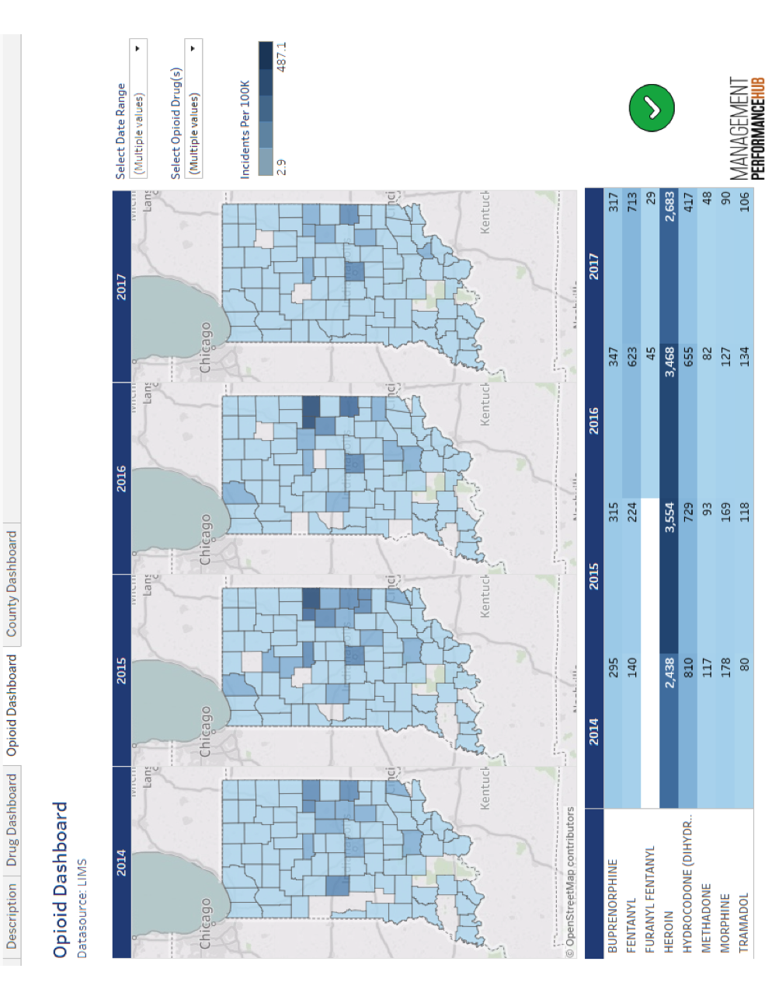 Description	Drug Dashboard	Opioid Dashboard	County Dashboard
Opioid Dashboard
Datasource: LIMS
Select Date Range
(Multiple values)
Select Opioid Drug(s)
(Multiple values)
Incidents Per 100K
2.9	487.1
2014	2015	2016	2017
Lans	Lans	Lans	Lans
Chicago	Chicago	Chicago	Chicago
Kentuck	Kentuck	Kentuck	Kentuck
© OpenStreetMap contributors
2014	2015	2016	2017
BUPRENORPHINE	295	315	347	317
FENTANYL	140	224	623	713
FURANYL FENTANYL	45	29
HEROIN	2,438	3,554	3,468	2,683
HYDROCODONE (DIHYDR..	810	729	655	417
METHADONE	117	93	82	48
MORPHINE	178	169	127	90
TRAMADOL	80	118	134	106
MANAGEMENT
PERFORMANCEHUB